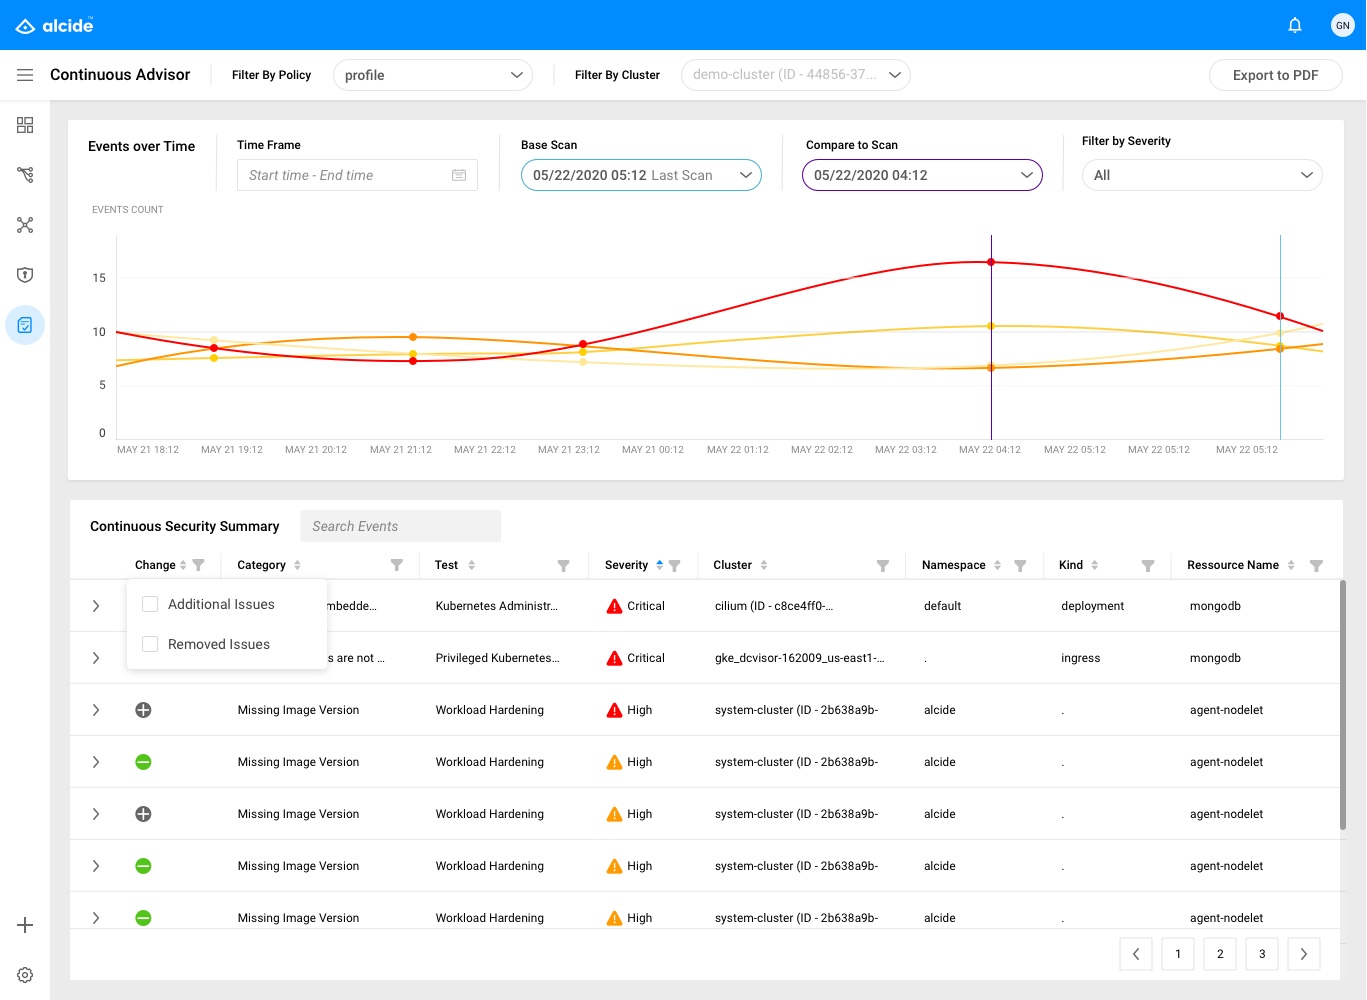 alcide™
GN
Continuous Advisor
Filter By Policy
profile
Filter By Cluster
demo-cluster (ID - 44856-37...
Export to PDF
Events over Time
Time Frame
Start time - End time
Base Scan
05/22/2020 05:12 Last Scan
Compare to Scan
05/22/2020 04:12
Filter by Severity
All
EVENTS COUNT
15
10
5
0
MAY 21 18:12 MAY 21 19:12 MAY 21 20:12 MAY 21 21:12 MAY 21 22:12 MAY 21 23:12 MAY 21 00:12 MAY 22 01:12 MAY 22 02:12 MAY 22 03:12 MAY 22 04:12 MAY 22 05:12 MAY 22 05:12 MAY 22 05:12
Continuous Security Summary
Search Events
Change Category Test Severity Cluster Namespace Kind Ressource Name
Additional Issues
Removed Issues
mbedde... Kubernetes Administr... Critical cilium (ID - c8ce4ff0-... default deployment mongodb
s are not ... Privileged Kubernetes... Critical gke_dcvisor-162009_us-east1-... . ingress mongodb
Missing Image Version Workload Hardening High system-cluster (ID - 2b638a9b- alcide . agent-nodelet
Missing Image Version Workload Hardening High system-cluster (ID - 2b638a9b- alcide . agent-nodelet
Missing Image Version Workload Hardening High system-cluster (ID - 2b638a9b- alcide . agent-nodelet
Missing Image Version Workload Hardening High system-cluster (ID - 2b638a9b- alcide . agent-nodelet
Missing Image Version Workload Hardening High system-cluster (ID - 2b638a9b- alcide . agent-nodelet
1 2 3